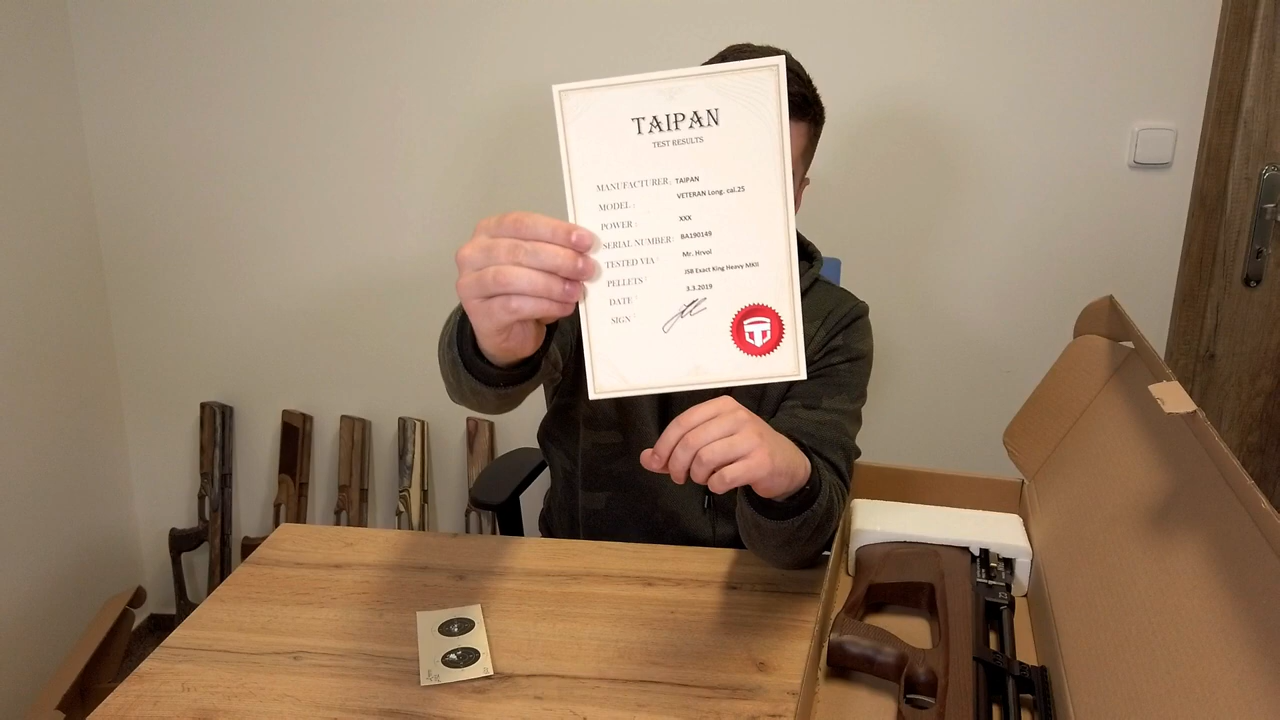 TAIPAN
TEST RESULTS
MANUFACTURER: TAIPAN
MODEL: VETERAN Long. cal.25
POWER: XXX
SERIAL NUMBER: BA190149
TESTED VIA: Mr. Hrvol
PELLETS: JSB Exact King Heavy MKII
DATE: 3.3.2019
SIGN: